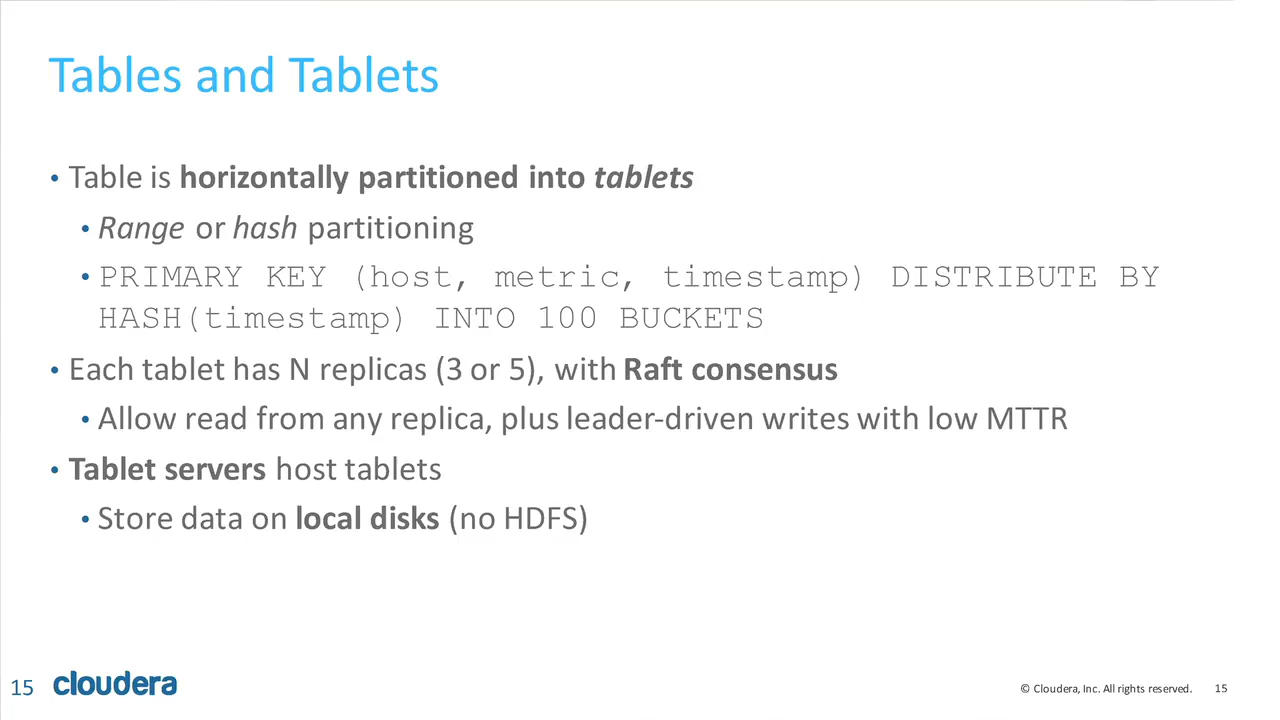 Tables and Tablets
• Table is horizontally partitioned into tablets
• Range or hash partitioning
• PRIMARY KEY (host, metric, timestamp) DISTRIBUTE BY
HASH(timestamp) INTO 100 BUCKETS
• Each tablet has N replicas (3 or 5), with Raft consensus
• Allow read from any replica, plus leader-driven writes with low MTTR
• Tablet servers host tablets
• Store data on local disks (no HDFS)
15 cloudera © Cloudera, Inc. All rights reserved. 15